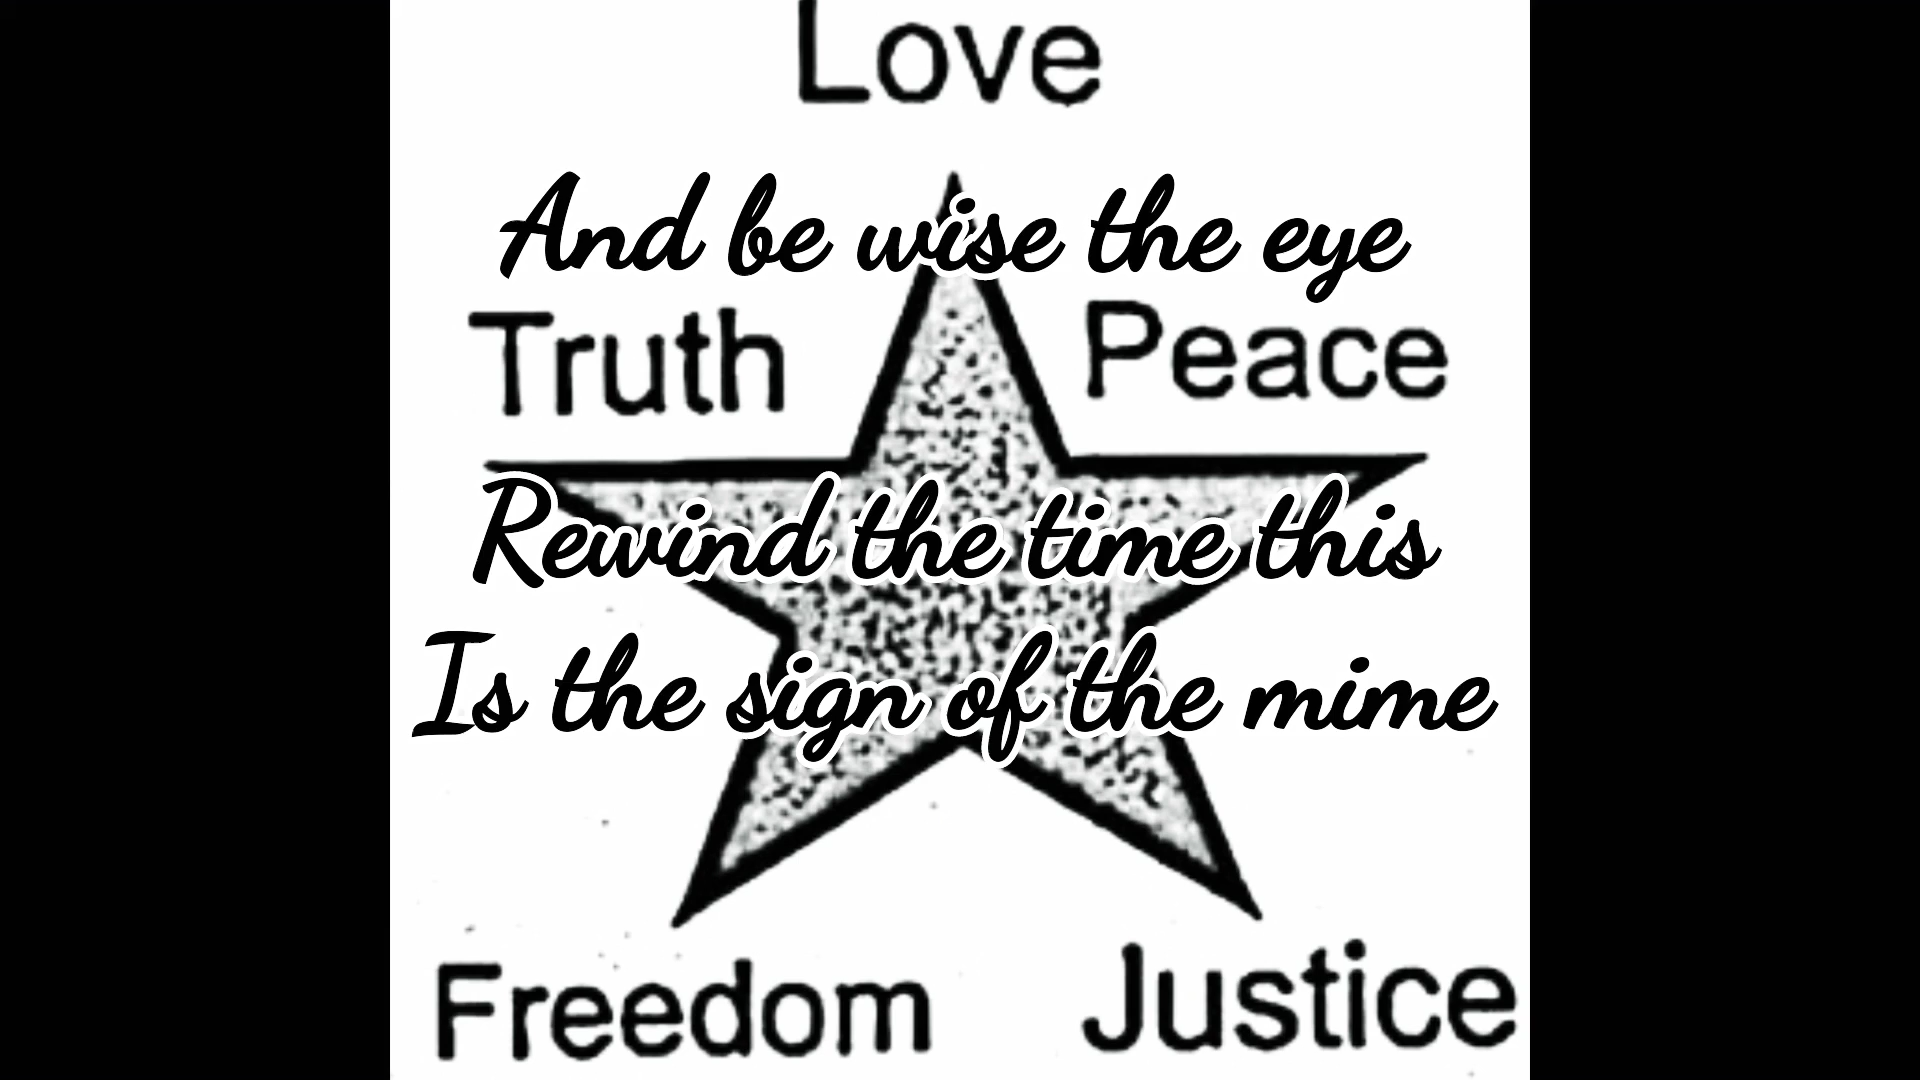 Love
And be wise the eye
Truth Peace
Rewind the time this
Is the sign of the mime
Freedom Justice